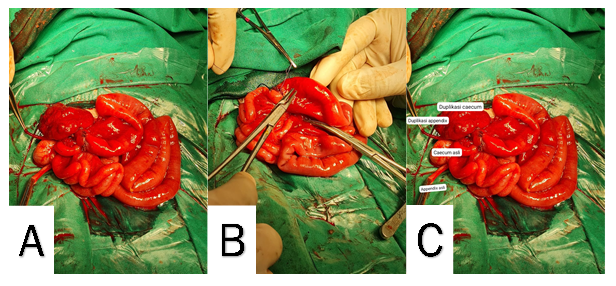 A
B
C
Duplikasi caecum
Duplikasi appendix
Caecum asli
Appendix asli